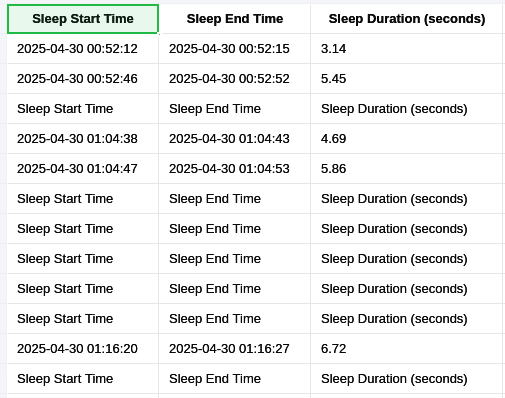 Sleep Start Time Sleep End Time Sleep Duration (seconds)
2025-04-30 00:52:12 2025-04-30 00:52:15 3.14
2025-04-30 00:52:46 2025-04-30 00:52:52 5.45
Sleep Start Time Sleep End Time Sleep Duration (seconds)
2025-04-30 01:04:38 2025-04-30 01:04:43 4.69
2025-04-30 01:04:47 2025-04-30 01:04:53 5.86
Sleep Start Time Sleep End Time Sleep Duration (seconds)
Sleep Start Time Sleep End Time Sleep Duration (seconds)
Sleep Start Time Sleep End Time Sleep Duration (seconds)
Sleep Start Time Sleep End Time Sleep Duration (seconds)
Sleep Start Time Sleep End Time Sleep Duration (seconds)
2025-04-30 01:16:20 2025-04-30 01:16:27 6.72
Sleep Start Time Sleep End Time Sleep Duration (seconds)